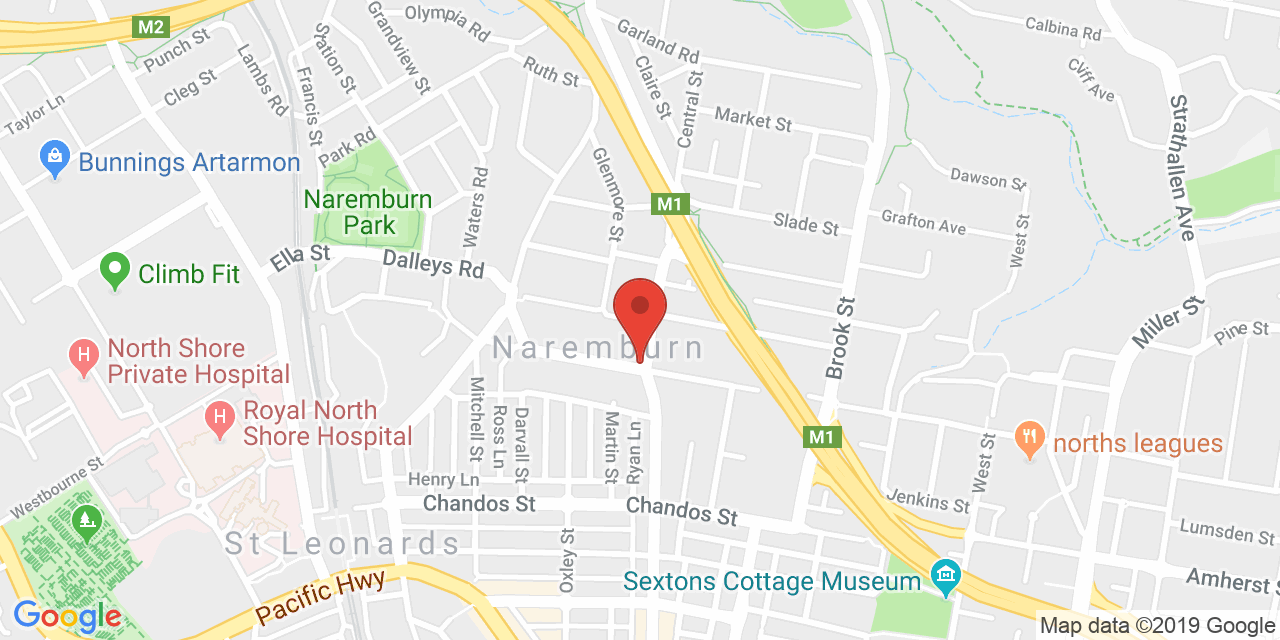 M2
Olympia Rd
Garland Rd
Calbina Rd
Punch St
Station St
Grandview St
Ruth St
Claire St
Central St
Cliff Ave
Strathallen Ave
Cleg St
Lambs Rd
Francis St
Taylor Ln
Market St
Park Rd
Bunnings Artarmon
Glenmore St
Dawson St
Naremburn
Park
Waters Rd
M1
Slade St
Grafton Ave
West St
Ella St
Dalleys Rd
Climb Fit
Brook St
Miller St
Pine St
North Shore
Private Hospital
Naremburn
Royal North
Shore Hospital
Mitchell St
Ross Ln
Darvall St
Martin St
Ryan Ln
M1
norths leagues
West St
Westbourne St
Henry Ln
Chandos St
Chandos St
Jenkins St
Lumsden St
St Leonards
Oxley St
Pacific Hwy
Sextons Cottage Museum
Amherst S
Google
Map data ©2019 Google